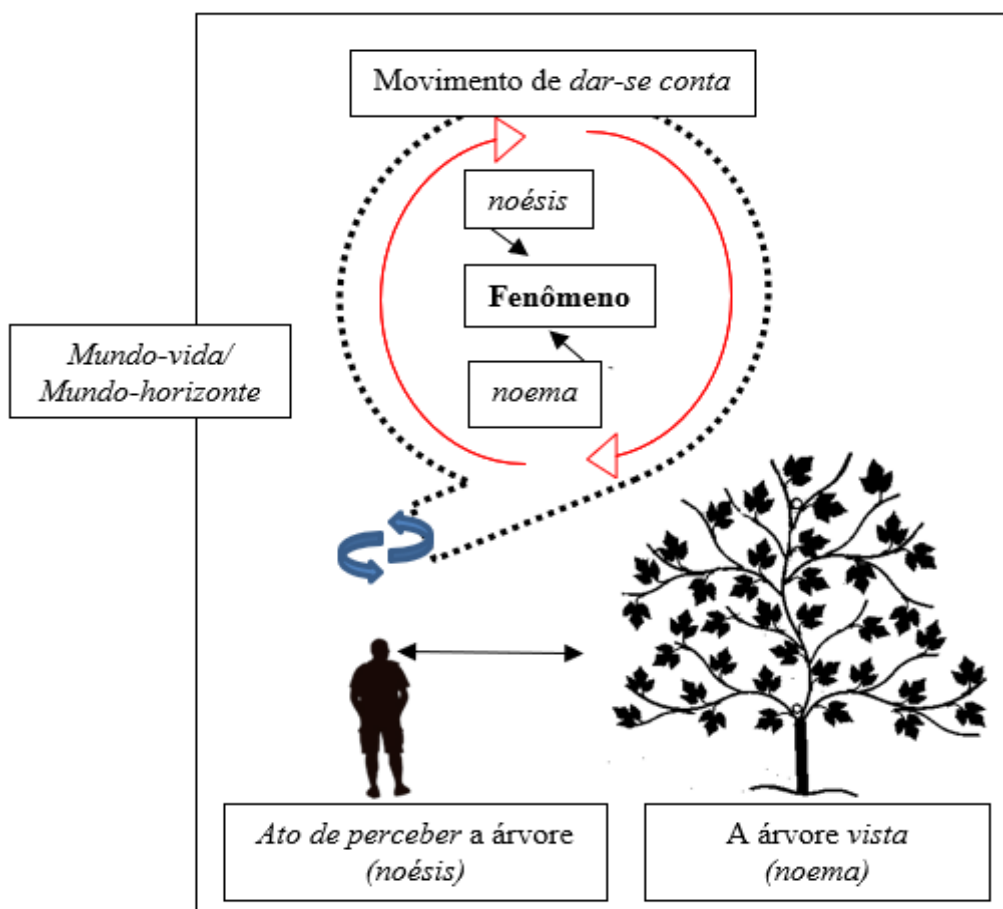 Movimento de dar-se conta
noésis
Fenômeno
noema
Mundo-vida/
Mundo-horizonte
Ato de perceber a árvore
(noésis)
A árvore vista
(noema)